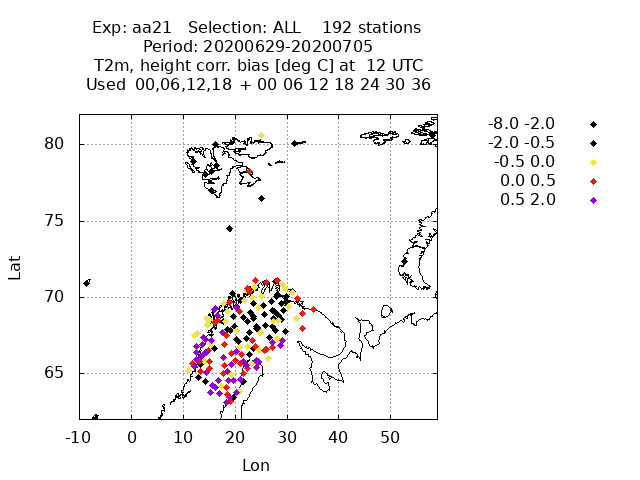 Exp: aa21 Selection: ALL 192 stations
Period: 20200629-20200705
T2m, height corr. bias [deg C] at 12 UTC
Used 00,06,12,18 + 00 06 12 18 24 30 36
-8.0 -2.0
-2.0 -0.5
-0.5 0.0
0.0 0.5
0.5 2.0
80
75
70
65
Lat
-10 0 10 20 30 40 50
Lon